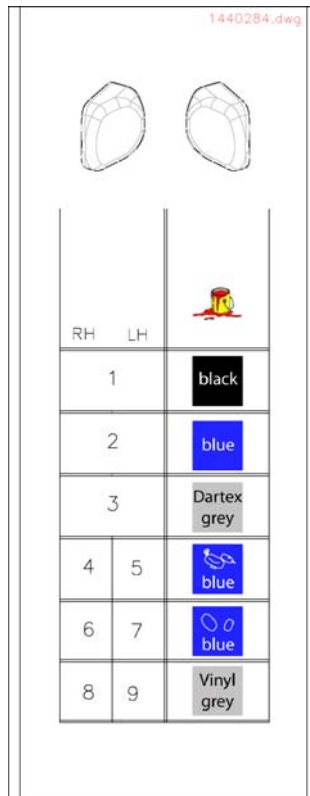 1440284.dwg
RH LH
1 black
2 blue
3 Dartex
grey
4 5 blue
6 7 blue
8 9 Vinyl
grey